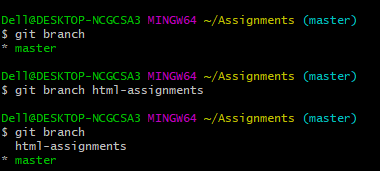 Dell@DESKTOP-NCGCSA3 MINGW64 ~/Assignments (master)
$ git branch
* master
Dell@DESKTOP-NCGCSA3 MINGW64 ~/Assignments (master)
$ git branch html-assignments
Dell@DESKTOP-NCGCSA3 MINGW64 ~/Assignments (master)
$ git branch
html-assignments
* master